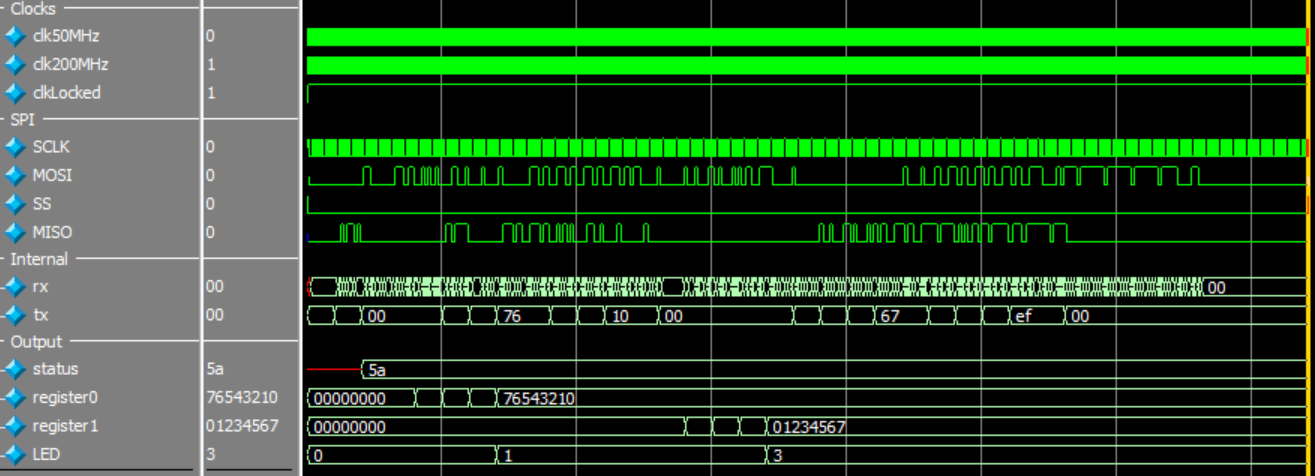 Clocks
clk50MHz 0
clk200MHz 1
clkLocked 1
SPI
SCLK 0
MOSI 0
SS 0
MISO 0
Internal
rx 00 00
tx 00 00 76 10 00 67 ef 00
Output
status 5a 5a
register0 76543210 00000000 76543210
register1 01234567 00000000 01234567
LED 3 0 1 3